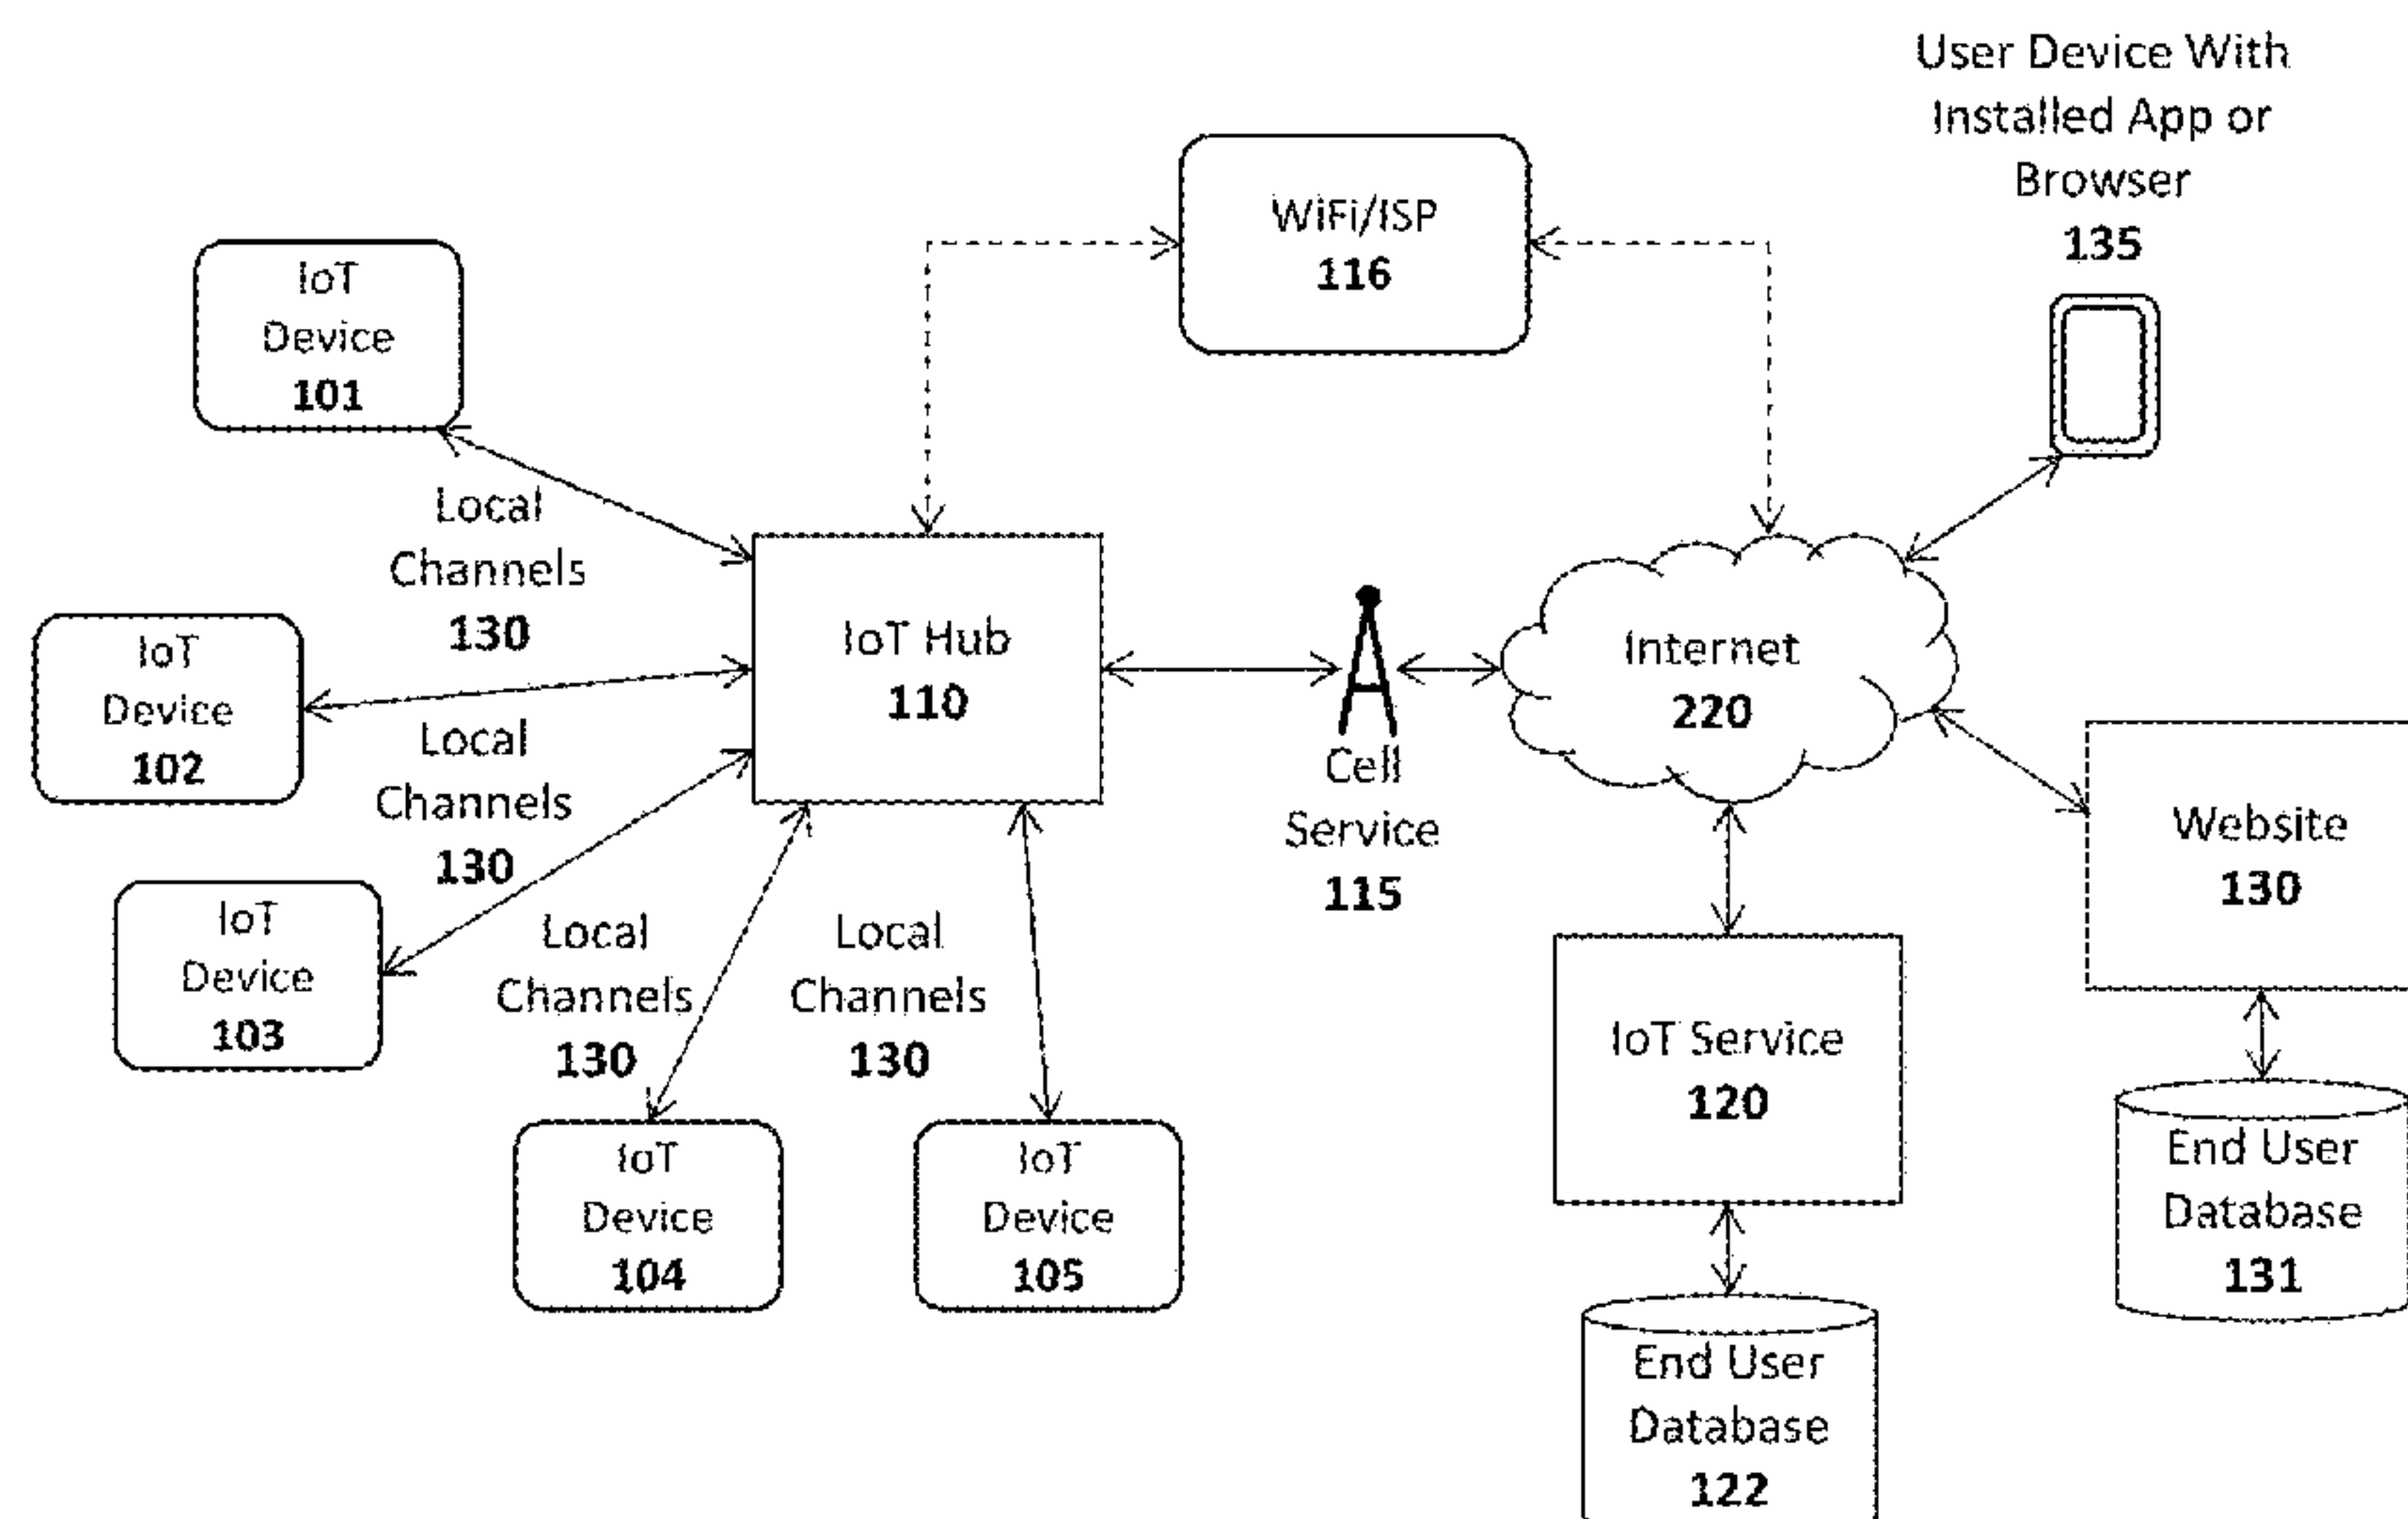 User Device With
Installed App or
Browser
135
WiFi/ISP
116
IoT
Device
101
Local
Channels
130
IoT Hub
110
IoT
Device
102
Local
Channels
130
Cell
Service
115
Internet
220
Website
130
IoT
Device
103
Local
Channels
130
Local
Channels
130
IoT Service
120
IoT
Device
104
IoT
Device
105
End User
Database
131
End User
Database
122